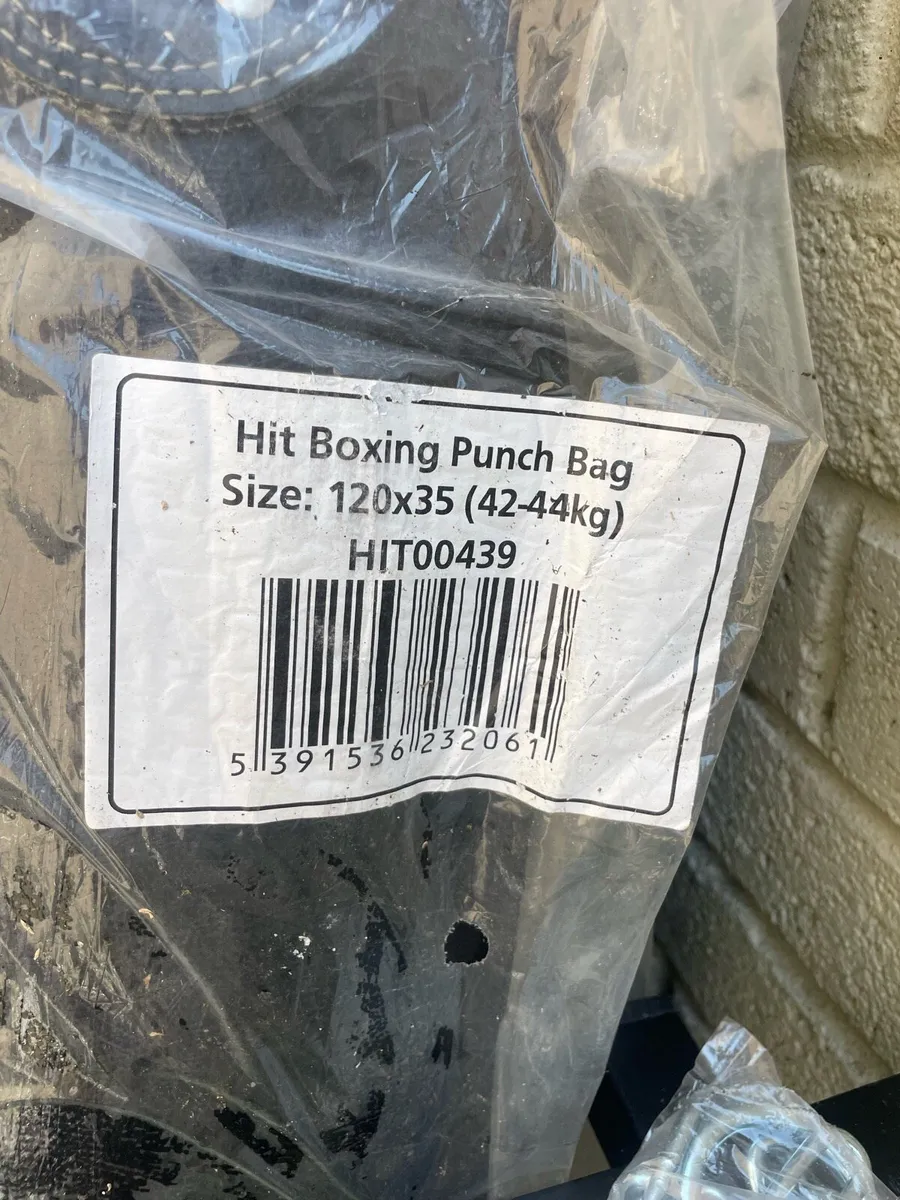 Hit Boxing Punch Bag
Size: 120x35 (42-44kg)
HIT00439
5 391536 232061